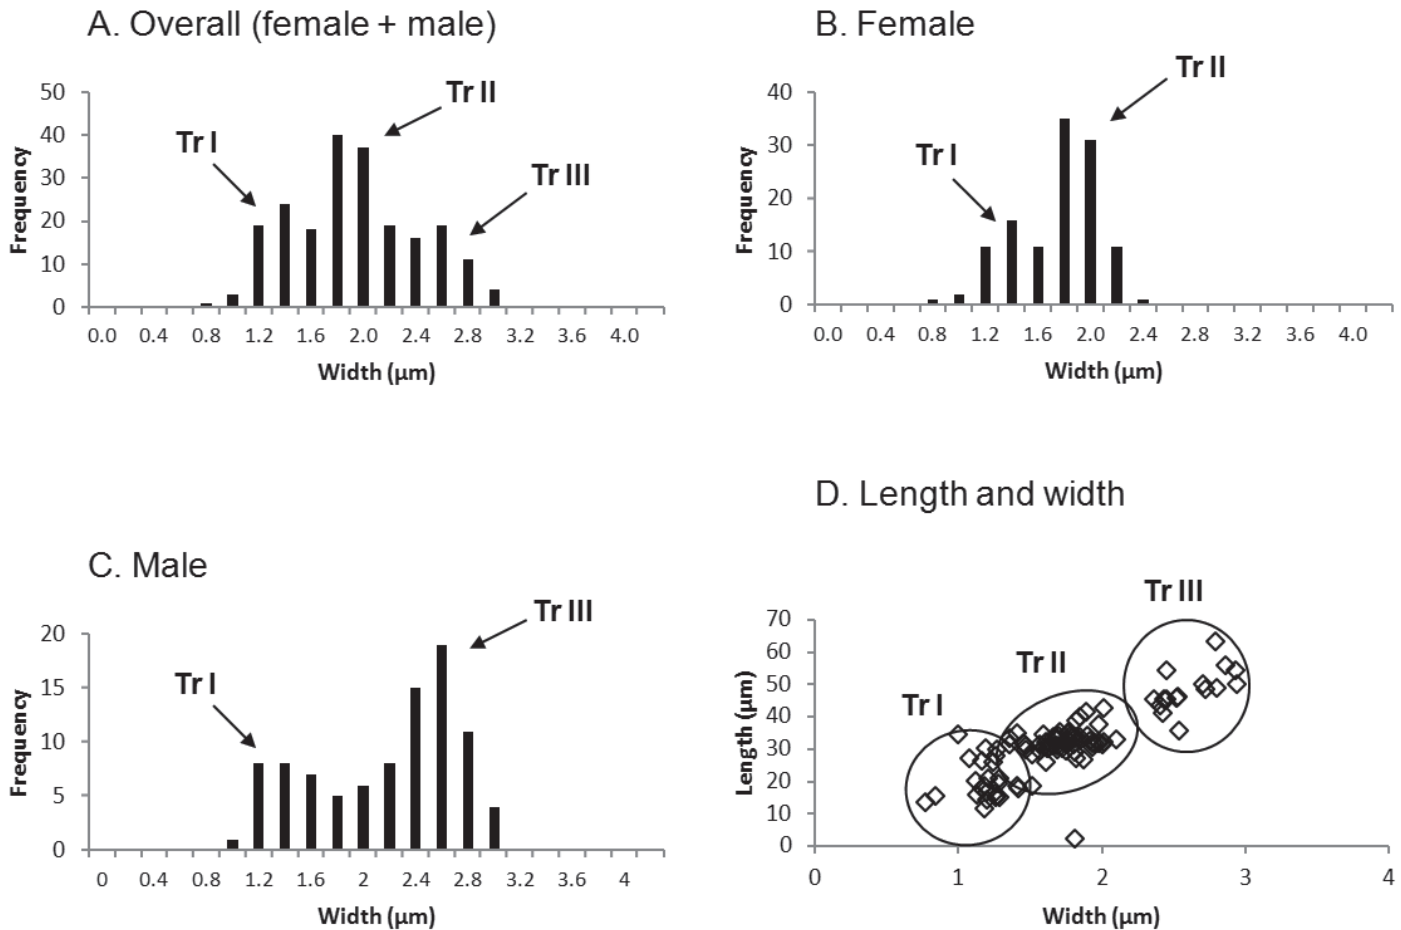 A. Overall (female + male)
50
40
30
20
10
0
Frequency
Tr I
Tr II
Tr III
0.0 0.4 0.8 1.2 1.6 2.0 2.4 2.8 3.2 3.6 4.0
Width (µm)
B. Female
40
30
20
10
0
Frequency
Tr I
Tr II
0.0 0.4 0.8 1.2 1.6 2.0 2.4 2.8 3.2 3.6 4.0
Width (µm)
C. Male
20
15
10
5
0
Frequency
Tr I
Tr III
0 0.4 0.8 1.2 1.6 2 2.4 2.8 3.2 3.6 4
Width (µm)
D. Length and width
70
60
50
40
30
20
10
0
Length (µm)
Tr I
Tr II
Tr III
0 1 2 3 4
Width (µm)